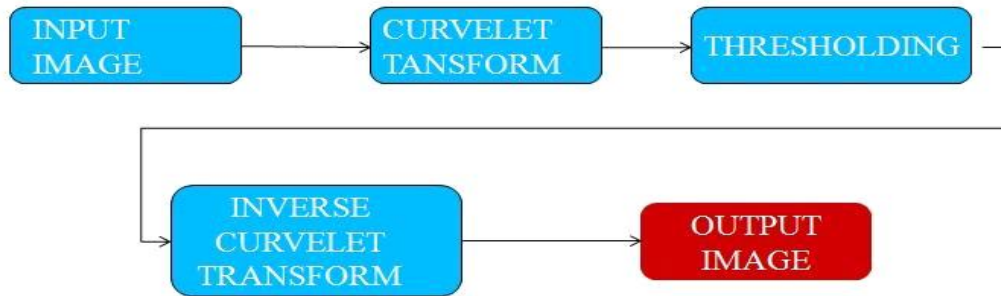 INPUT
IMAGE
CURVELET
TANSFORM
THRESHOLDING
INVERSE
CURVELET
TRANSFORM
OUTPUT
IMAGE